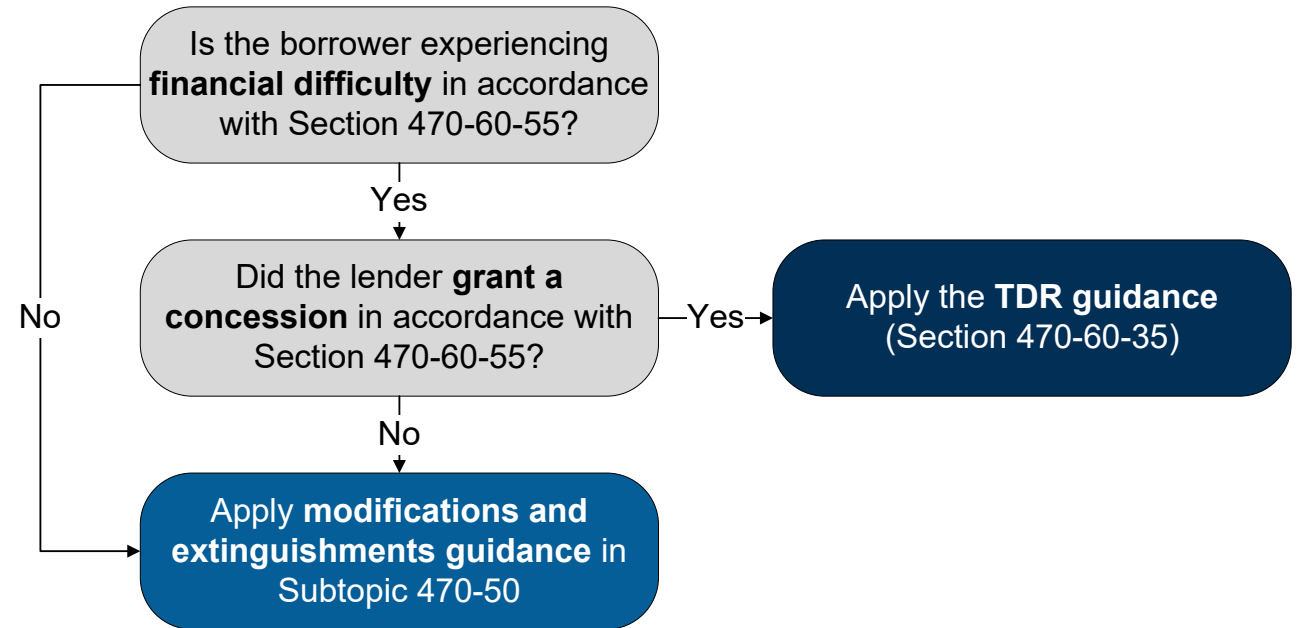 Is the borrower experiencing
financial difficulty in accordance
with Section 470-60-55?
Yes
No
Did the lender grant a
concession in accordance with
Section 470-60-55?
Yes
Apply the TDR guidance
(Section 470-60-35)
No
Apply modifications and
extinguishments guidance in
Subtopic 470-50